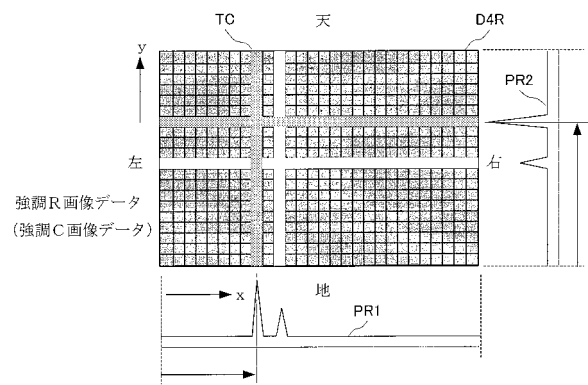 TC 天 D4R
y
PR2
左 右
強調R画像データ
(強調C画像データ)
x 地
PR1